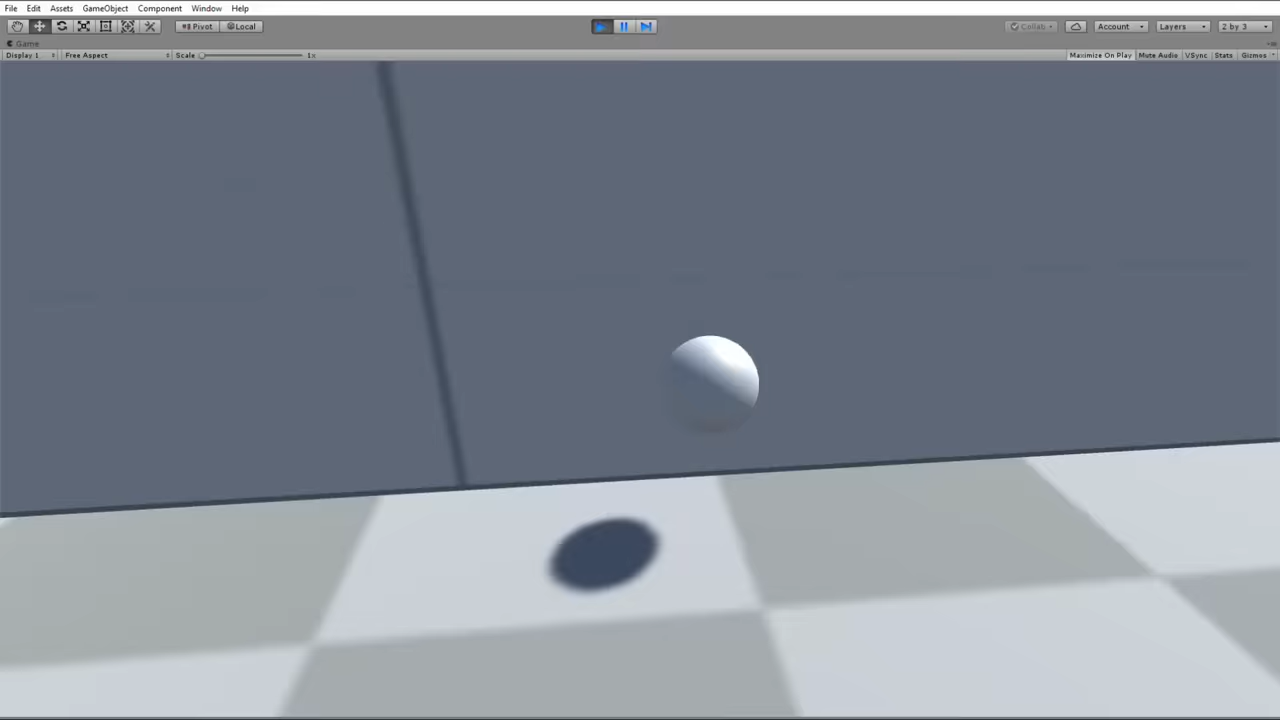 File Edit Assets GameObject Component Window Help
Pivot Local Collab Account Layers 2 by 3
Game
Display 1 Free Aspect Scale 1x Maximize On Play Mute Audio VSync Stats Gizmos